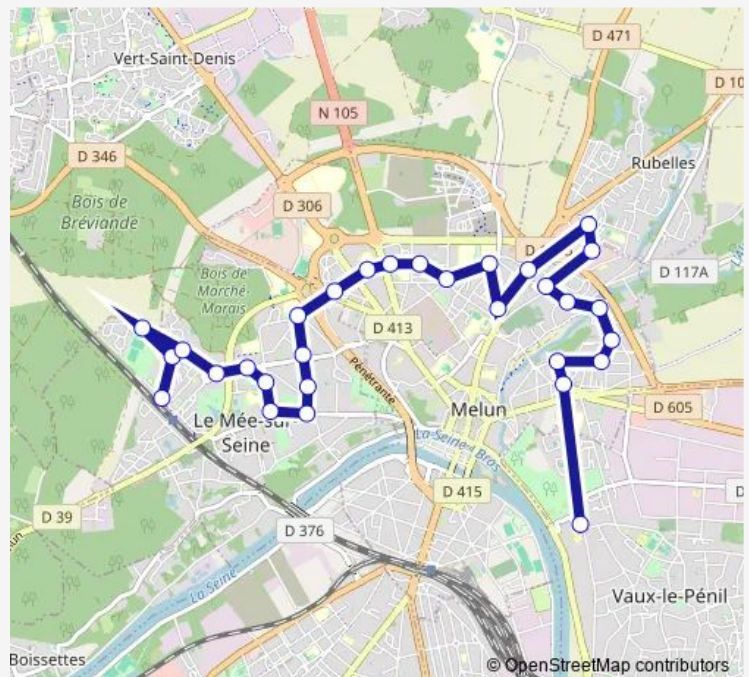 D 471
Vert-Saint-Denis
D 10
N 105
D 346
Rubelles
Bois de
Bréviande
D 306
D 117A
Bois de
Marché-
Marais
D 413
Pénétrante
D 605
Melun
Le Mée-sur-
Seine
La Seine - Bras
D 415
D
D 39
D 376
La Seine
Vaux-le-Pénil
Boissettes
© OpenStreetMap contributors